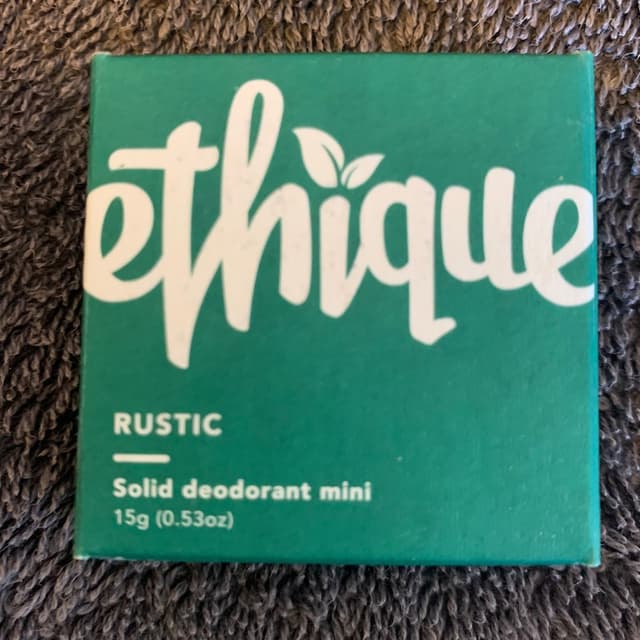 ethique
RUSTIC
Solid deodorant mini
15g (0.53oz)